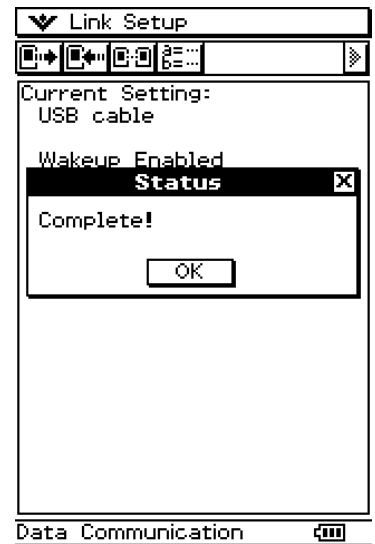 Link Setup
Current Setting:
USB cable
Wakeup Enabled
Status
Complete!
OK
Data Communication